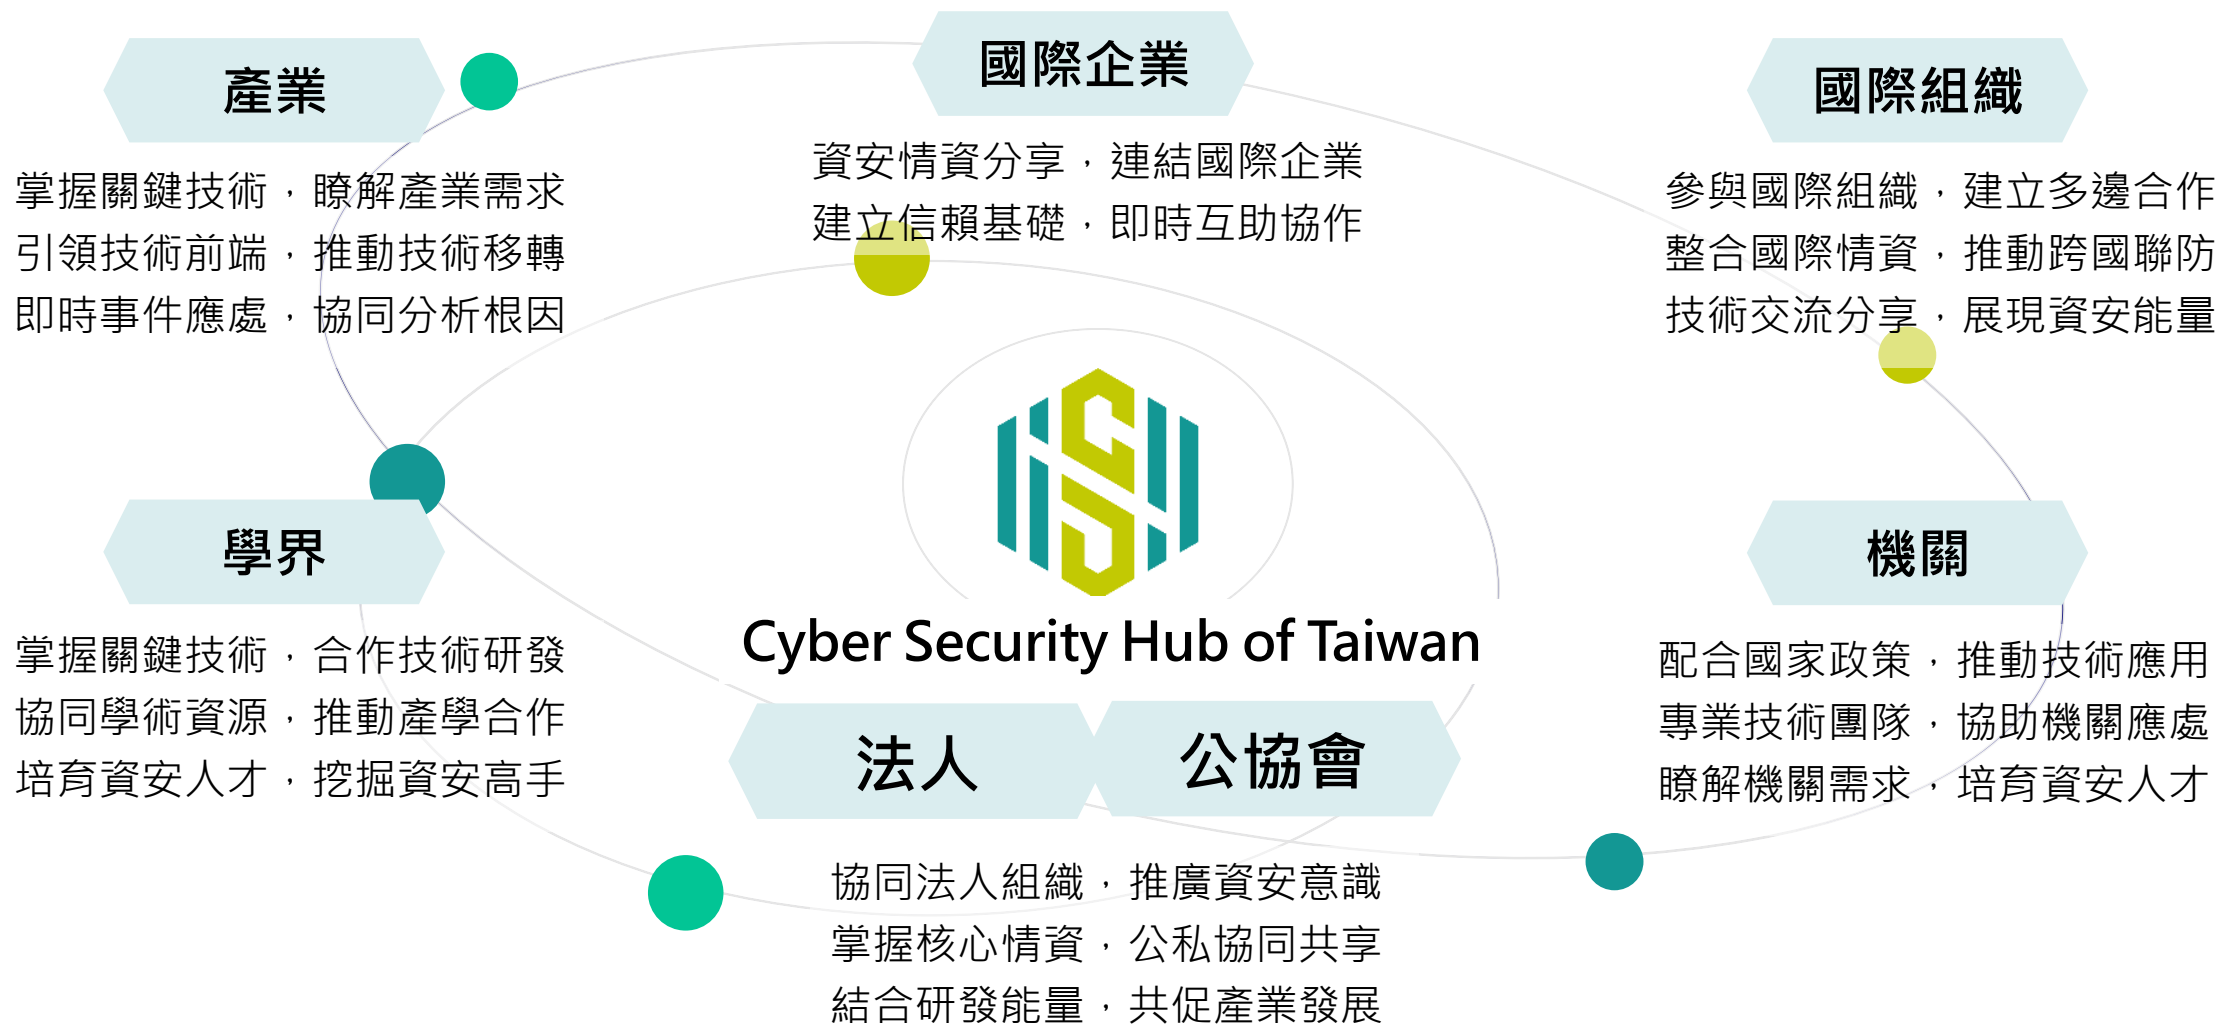 產業
掌握關鍵技術，瞭解產業需求
引領技術前端，推動技術移轉
即時事件應處，協同分析根因
國際企業
資安情資分享，連結國際企業
建立信賴基礎，即時互助協作
國際組織
參與國際組織，建立多邊合作
整合國際情資，推動跨國聯防
技術交流分享，展現資安能量
學界
掌握關鍵技術，合作技術研發
協同學術資源，推動產學合作
培育資安人才，挖掘資安高手
Cyber Security Hub of Taiwan
機關
配合國家政策，推動技術應用
專業技術團隊，協助機關應處
瞭解機關需求，培育資安人才
法人
公協會
協同法人組織，推廣資安意識
掌握核心情資，公私協同共享
結合研發能量，共促產業發展